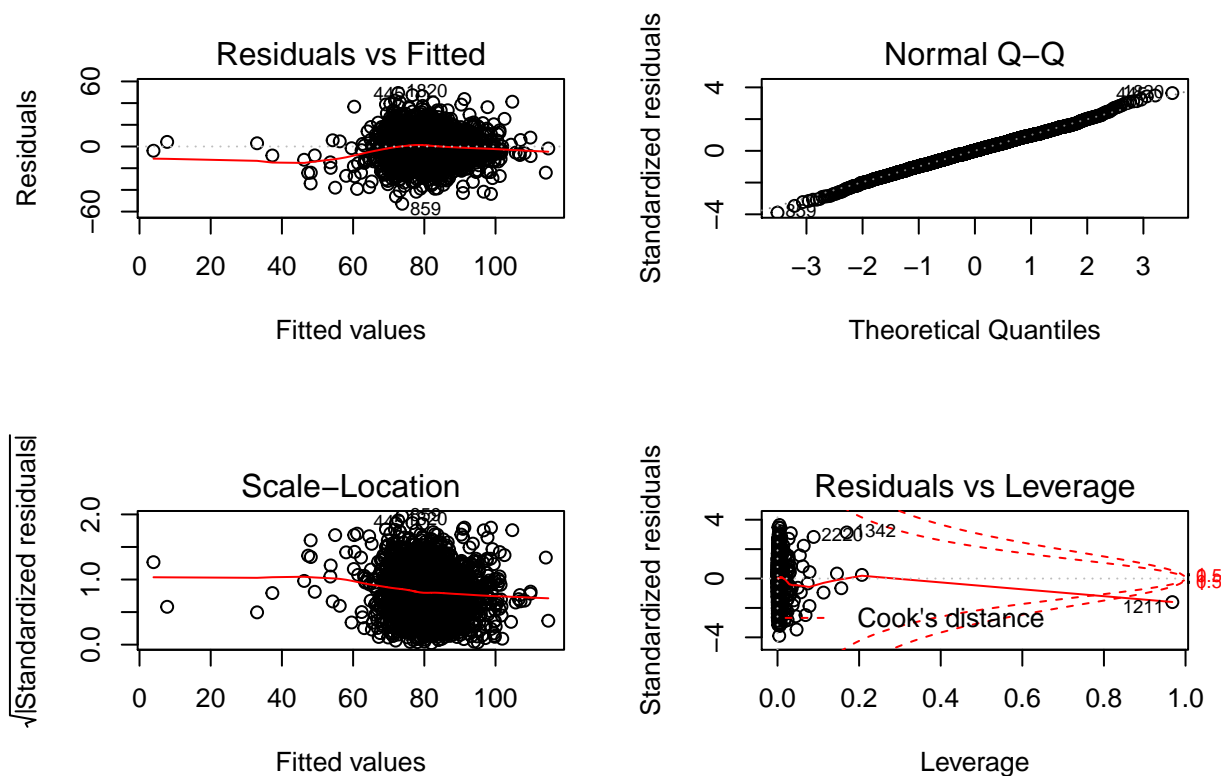 Residuals vs Fitted
Residuals
60
0
−60
1820
859
0 20 40 60 80 100
Fitted values
Normal Q−Q
Standardized residuals
4
0
−4
859
−3 −2 −1 0 1 2 3
Theoretical Quantiles
Scale−Location
√|Standardized residuals|
2.0
1.0
0.0
0 20 40 60 80 100
Fitted values
Residuals vs Leverage
Standardized residuals
4
0
−4
2220
1342
1211
Cook's distance
0.0 0.2 0.4 0.6 0.8 1.0
Leverage